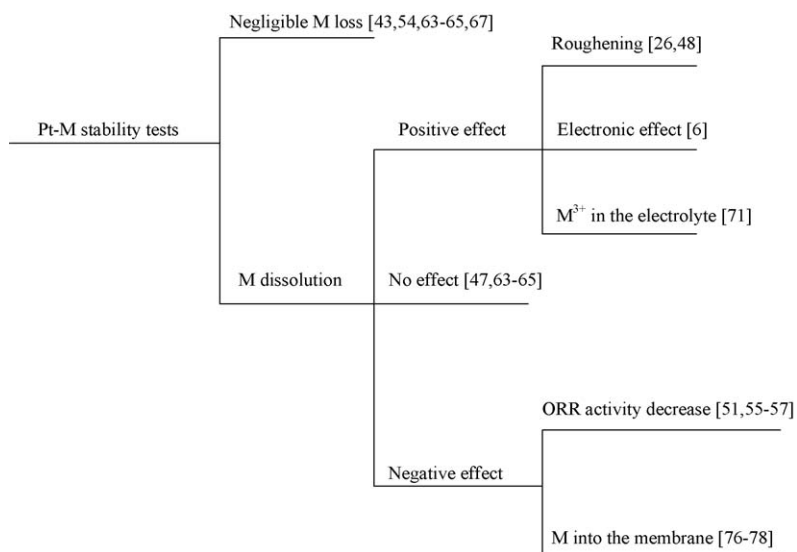 Negligible M loss [43,54,63-65,67]
Roughening [26,48]
Pt-M stability tests
Positive effect
Electronic effect [6]
M³⁺ in the electrolyte [71]
M dissolution
No effect [47,63-65]
ORR activity decrease [51,55-57]
Negative effect
M into the membrane [76-78]